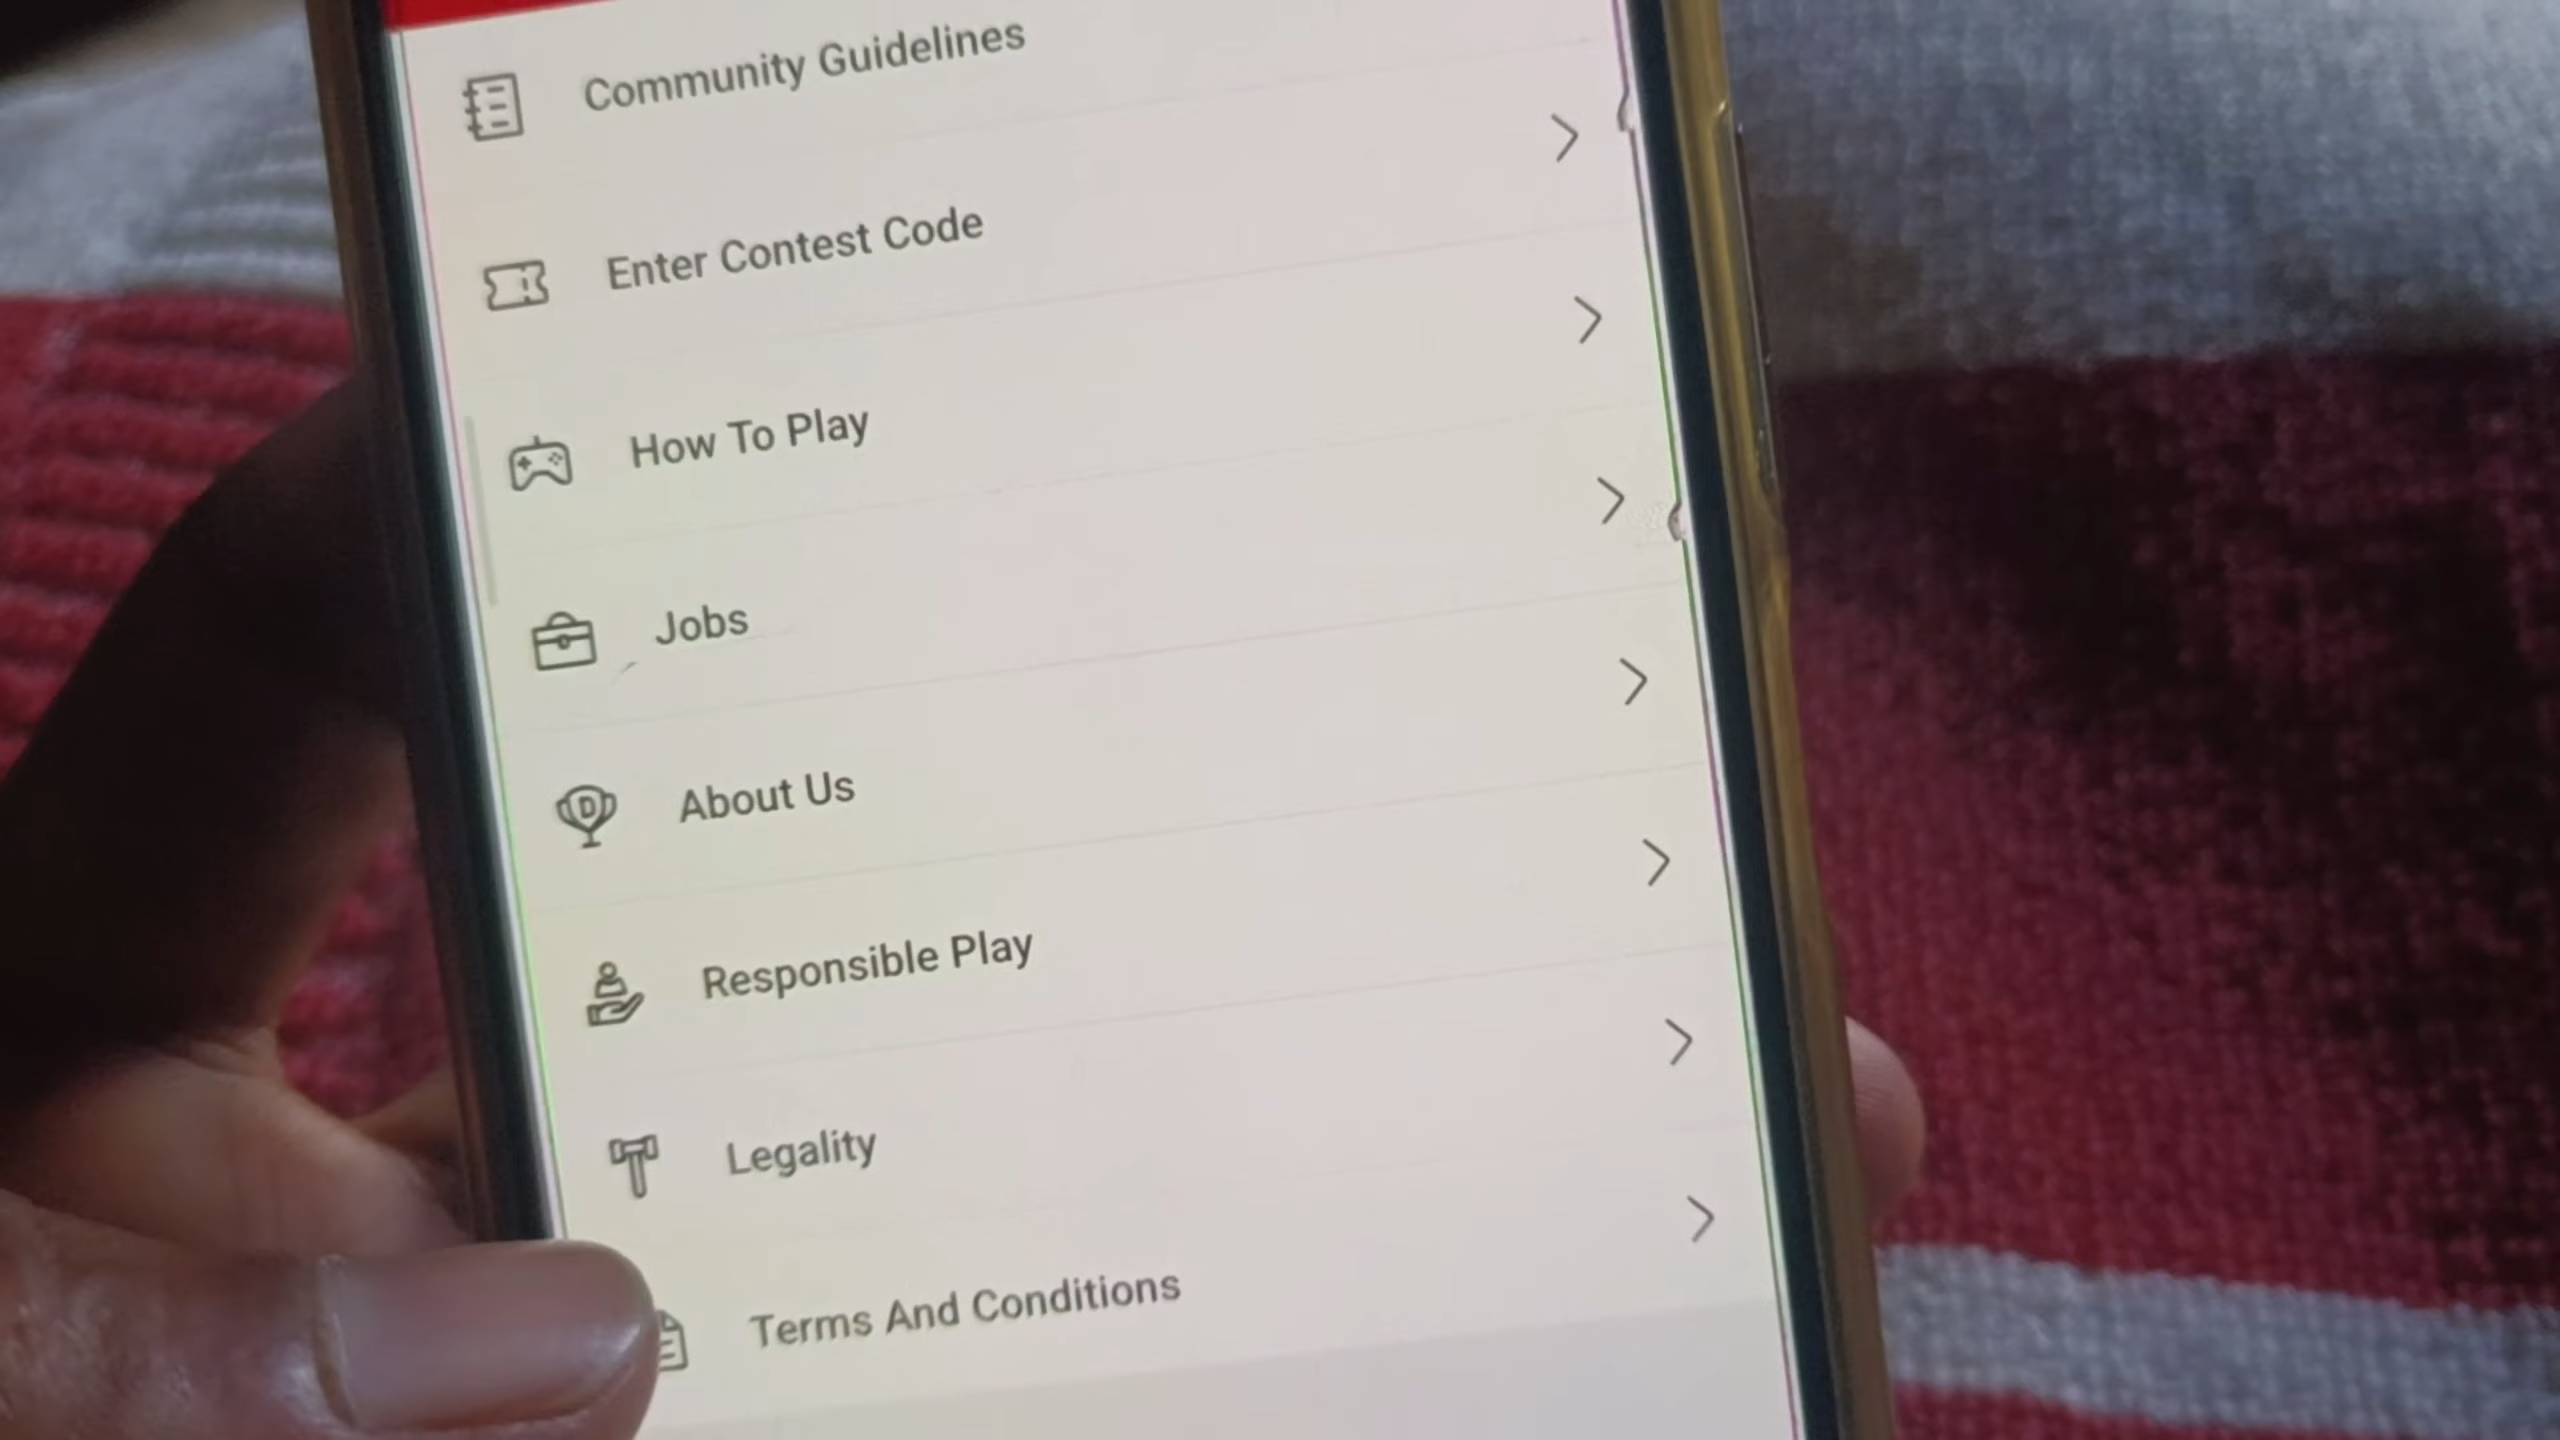 Community Guidelines
Enter Contest Code
How To Play
Jobs
About Us
Responsible Play
Legality
Terms And Conditions